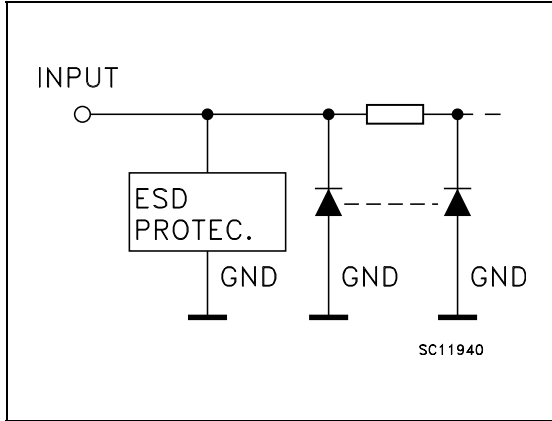 INPUT
ESD
PROTEC.
GND
GND
GND
SC11940